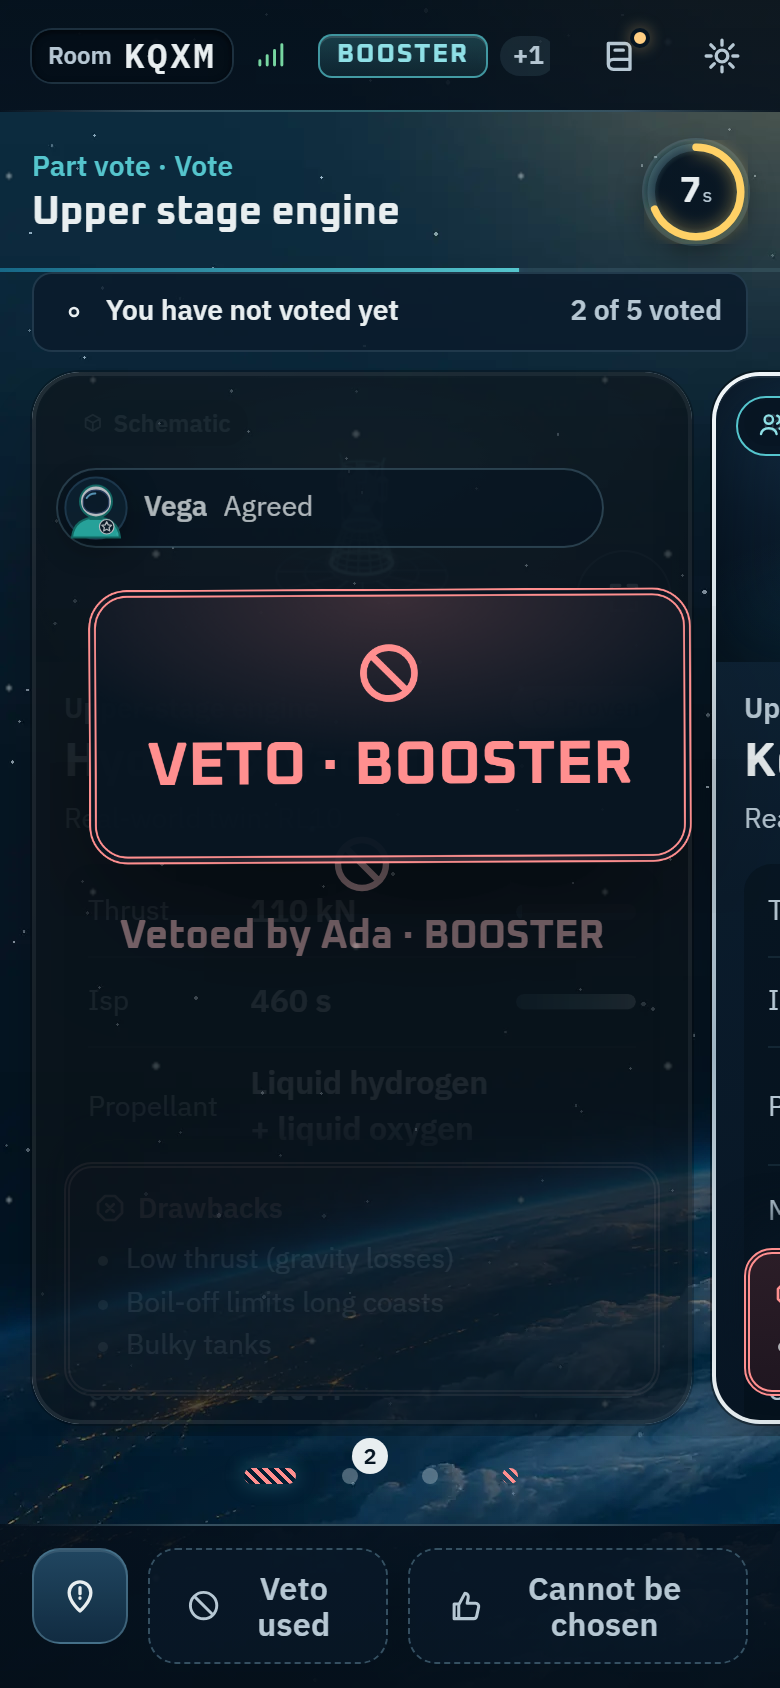 Room KQXM
BOOSTER
+1
Part vote · Vote
Upper stage engine
7s
You have not voted yet
2 of 5 voted
Schematic
Vega Agreed
VETO · BOOSTER
Vetoed by Ada · BOOSTER
Thrust 110 kN
Isp 460 s
Propellant Liquid hydrogen
+ liquid oxygen
Drawbacks
Low thrust (gravity losses)
Boil-off limits long coasts
Bulky tanks
2
Veto
used
Cannot be
chosen